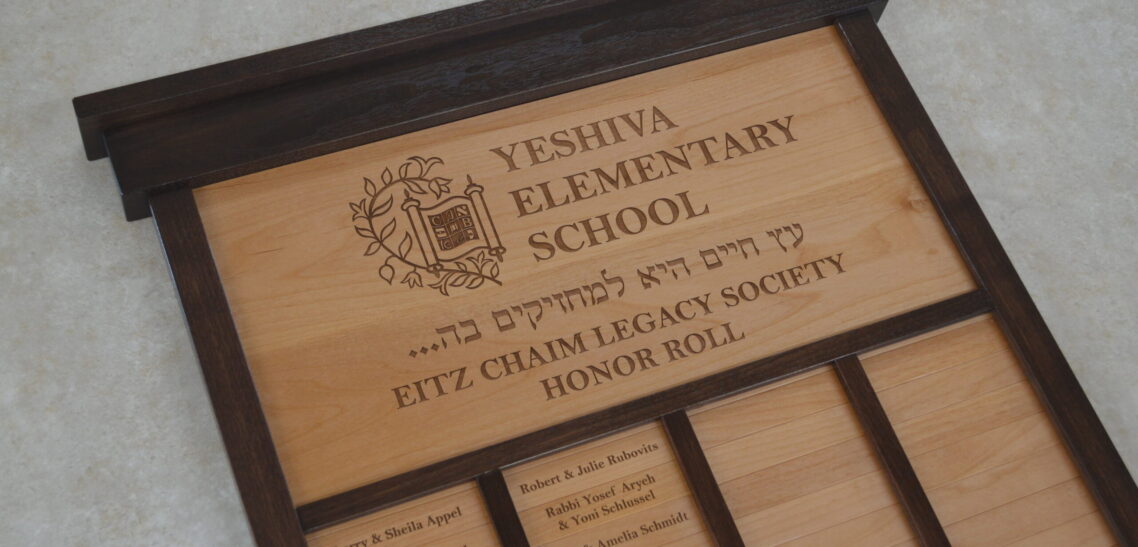 YESHIVA
ELEMENTARY
SCHOOL
עץ חיים היא למחזיקים בה...
EITZ CHAIM LEGACY SOCIETY
HONOR ROLL
& Sheila Appel
Robert & Julie Rubovits
Rabbi Yosef Aryeh
& Yoni Schlussel
& Amelia Schmidt